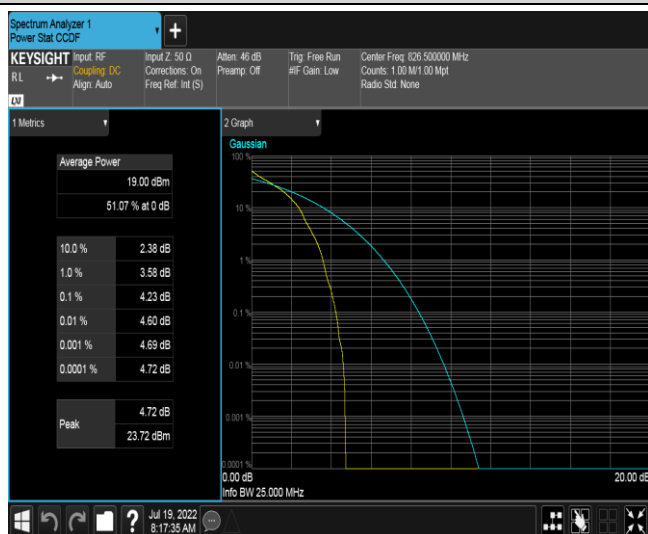 Spectrum Analyzer 1
Power Stat CCDF
+
KEYSIGHT
RL
LXI
Input: RF
Coupling: DC
Align: Auto
Input Z: 50 Ω
Corrections: On
Freq Ref: Int (S)
Atten: 46 dB
Preamp: Off
Trig: Free Run
#IF Gain: Low
Center Freq: 826.500000 MHz
Counts: 1.00 M/1.00 Mpt
Radio Std: None
1 Metrics
Average Power
19.00 dBm
51.07 % at 0 dB
10.0 % 2.38 dB
1.0 % 3.58 dB
0.1 % 4.23 dB
0.01 % 4.60 dB
0.001 % 4.69 dB
0.0001 % 4.72 dB
Peak
4.72 dB
23.72 dBm
2 Graph
Gaussian
100 %
10 %
1 %
0.1 %
0.01 %
0.001 %
0.0001 %
0.00 dB 20.00 dB
Info BW 25.000 MHz
?
Jul 19, 2022
8:17:35 AM